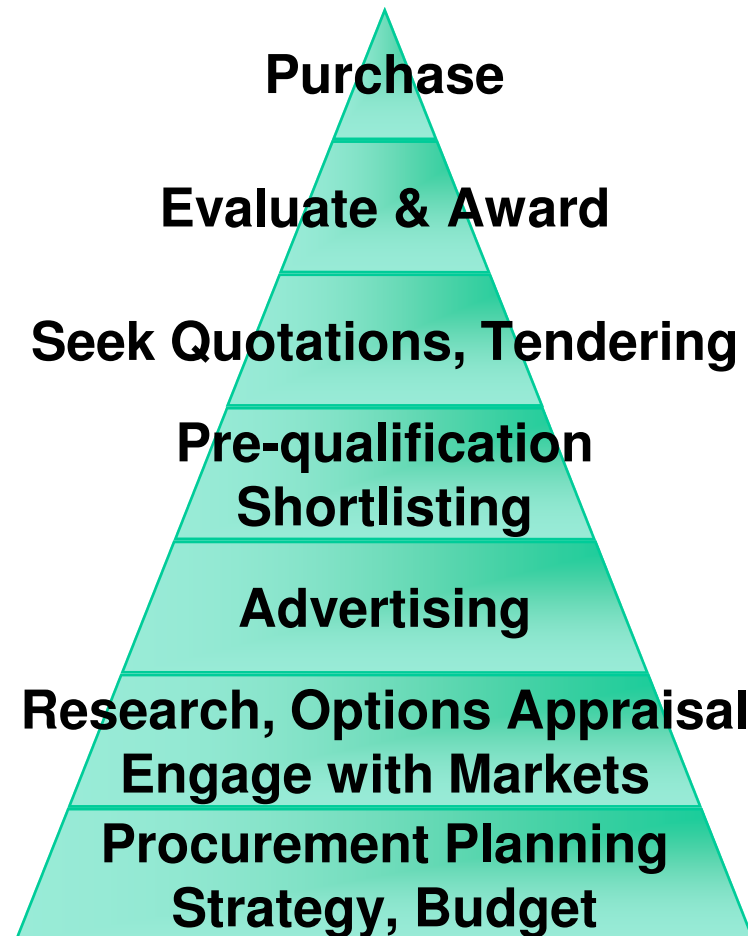 Purchase
Evaluate & Award
Seek Quotations, Tendering
Pre-qualification
Shortlisting
Advertising
Research, Options Appraisal
Engage with Markets
Procurement Planning
Strategy, Budget